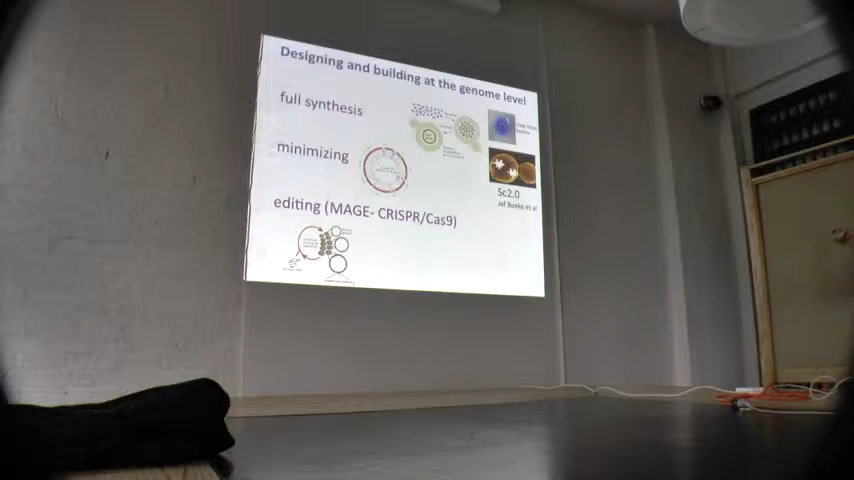 Designing and building at the genome level
full synthesis
minimizing
editing (MAGE- CRISPR/Cas9)
Sc2.0
Jef Boeke et al